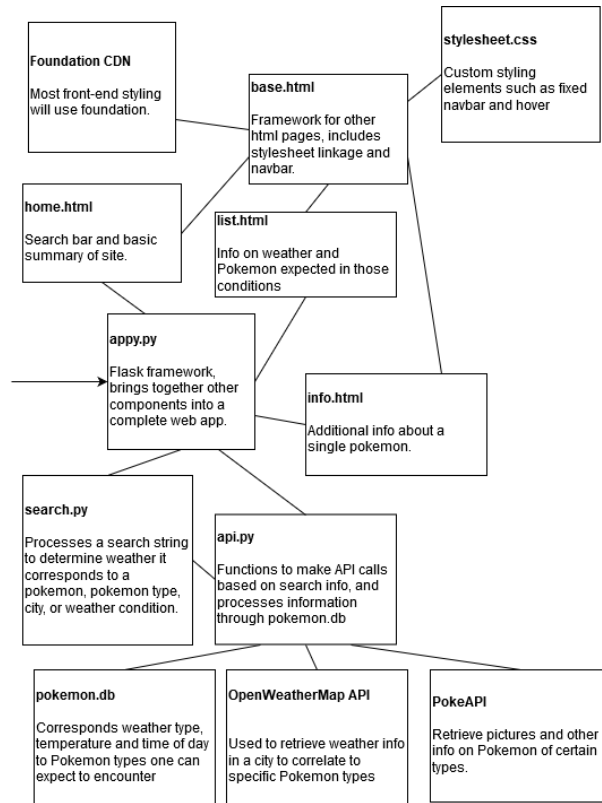 Foundation CDN
Most front-end styling
will use foundation.
base.html
Framework for other
html pages, includes
stylesheet linkage and
navbar.
stylesheet.css
Custom styling
elements such as fixed
navbar and hover
home.html
Search bar and basic
summary of site.
list.html
Info on weather and
Pokemon expected in those
conditions
appy.py
Flask framework,
brings together other
components into a
complete web app.
info.html
Additional info about a
single pokemon.
search.py
Processes a search string
to determine weather it
corresponds to a
pokemon, pokemon type,
city, or weather condition.
api.py
Functions to make API calls
based on search info, and
processes information
through pokemon.db
pokemon.db
Corresponds weather type,
temperature and time of day
to Pokemon types one can
expect to encounter
OpenWeatherMap API
Used to retrieve weather info
in a city to correlate to
specific Pokemon types
PokeAPI
Retrieve pictures and other
info on Pokemon of certain
types.